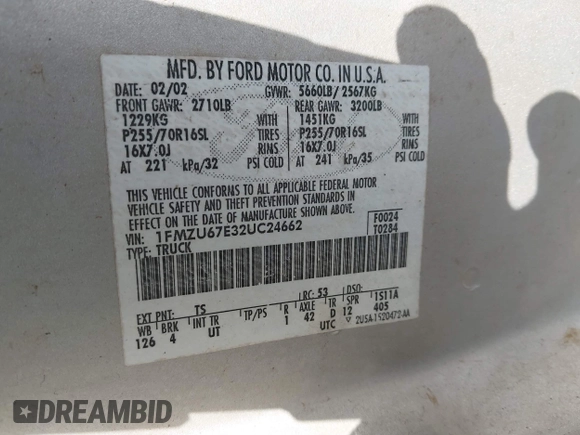 MFD. BY FORD MOTOR CO. IN U.S.A.
DATE: 02/02 GVWR: 5660LB/ 2567KG
FRONT GAWR: 2710LB REAR GAWR: 3200LB
1229KG WITH 1451KG WITH
P255/70R16SL TIRES P255/70R16SL TIRES
16X7.0J RIMS 16X7.0J RIMS
AT 221 kPa/32 PSI COLD AT 241 kPa/35 PSI COLD
THIS VEHICLE CONFORMS TO ALL APPLICABLE FEDERAL MOTOR
VEHICLE SAFETY AND THEFT PREVENTION STANDARDS IN
EFFECT ON THE DATE OF MANUFACTURE SHOWN ABOVE.
VIN: 1FMZU67E32UC24662 F0024
TYPE: TRUCK T0284
EXT PNT: TS RC: 53 DSO:
WB BRK INT TR TP/PS R AXLE TR SPR 1S11A
126 4 UT 1 42 D 12 405
UTC
DREAMBID